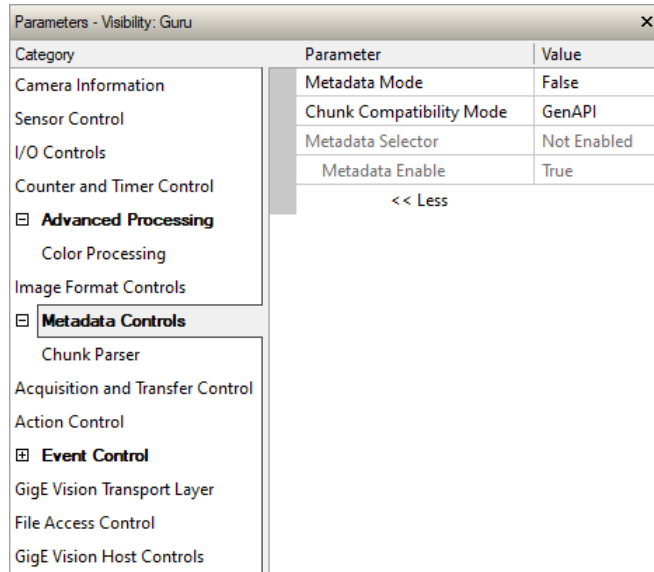 Parameters - Visibility: Guru ×
Category
Camera Information
Sensor Control
I/O Controls
Counter and Timer Control
Advanced Processing
Color Processing
Image Format Controls
Metadata Controls
Chunk Parser
Acquisition and Transfer Control
Action Control
Event Control
GigE Vision Transport Layer
File Access Control
GigE Vision Host Controls
Parameter Value
Metadata Mode False
Chunk Compatibility Mode GenAPI
Metadata Selector Not Enabled
Metadata Enable True
<< Less